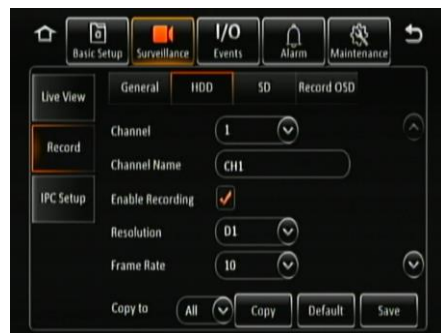 Basic Setup
Surveillance
I/O
Events
Alarm
Maintenance
Live View
Record
IPC Setup
General HDD SD Record OSD
Channel 1
Channel Name CH1
Enable Recording
Resolution D1
Frame Rate 10
Copy to All Copy Default Save